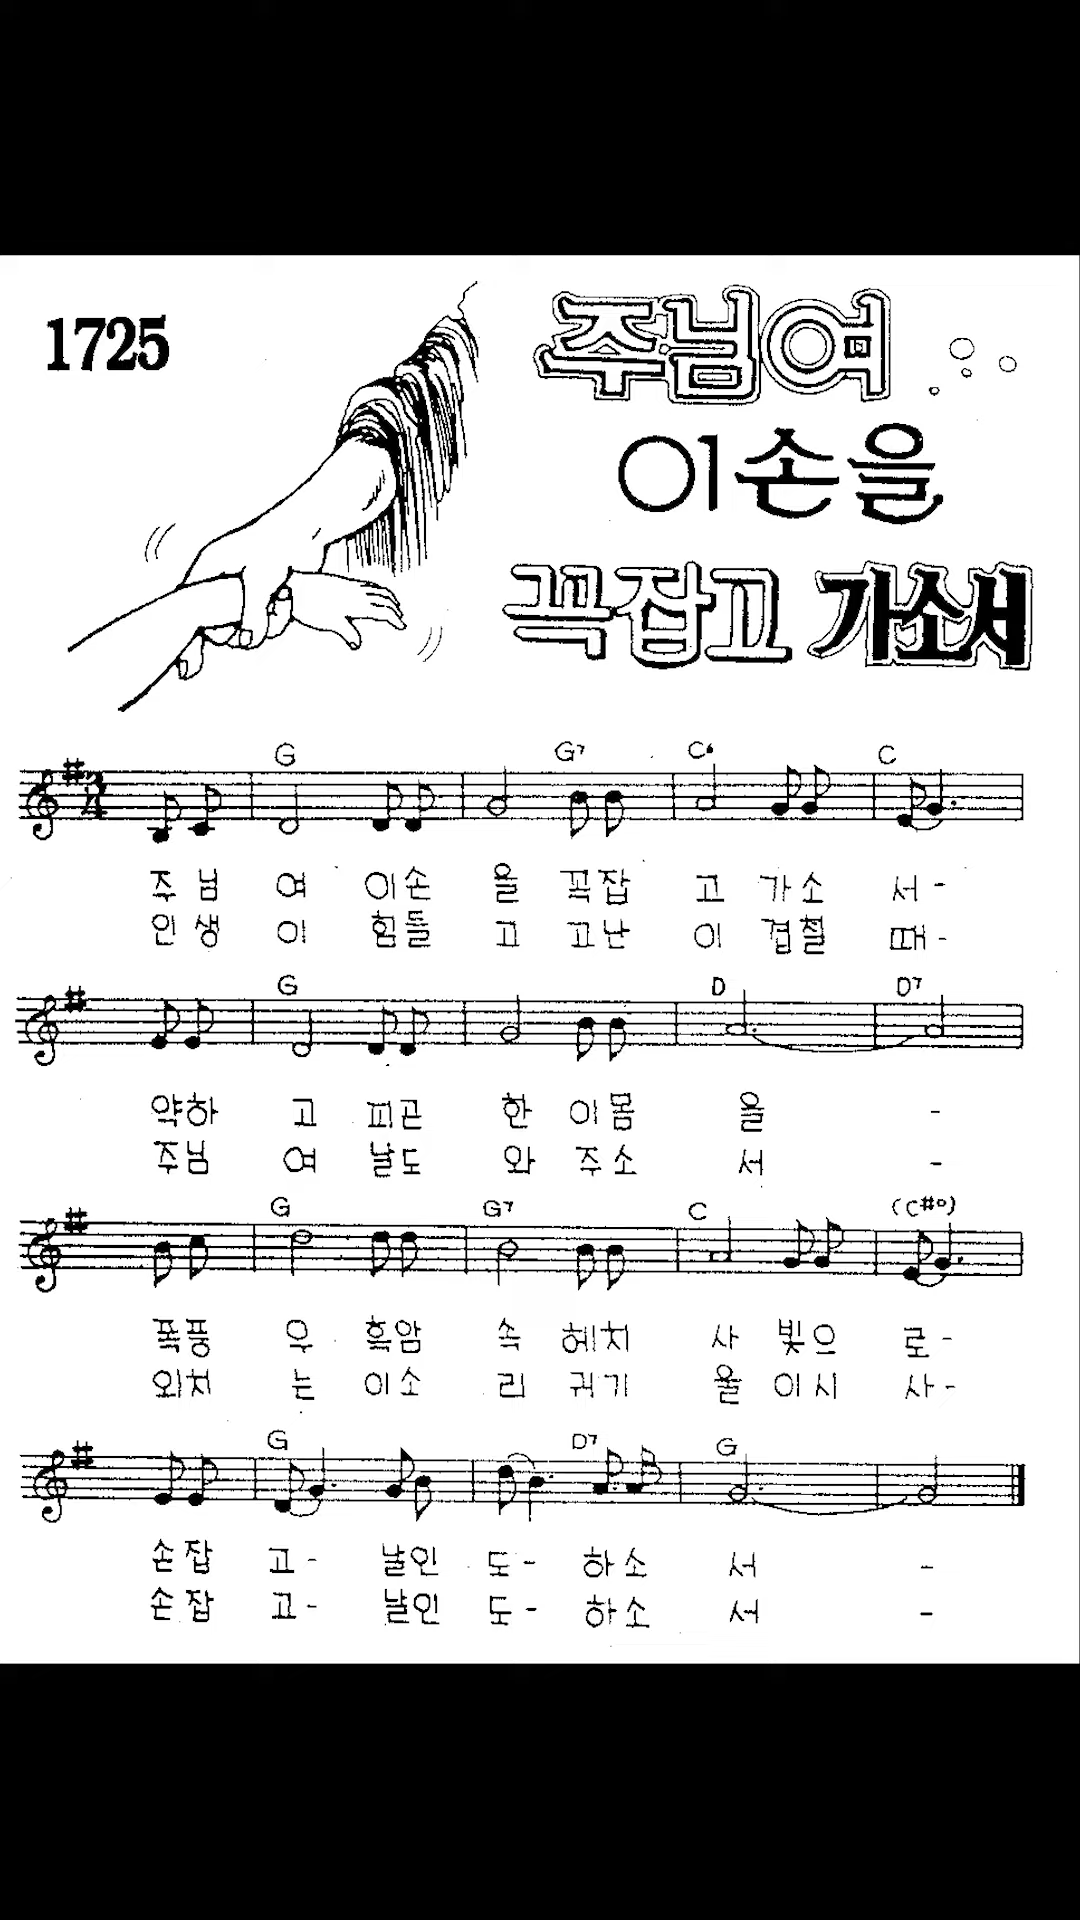 1725
주님여
이손을
꼭잡고 가소서
G G7 C6 C
3/4
주 님 여 이손 을 꼭잡 고 가소 서-
인생 이 힘들 고 고난 이 겹칠 때-
G D D7
약하 고 피곤 한 이몸 을 -
주님 여 날도 와 주소 서 -
G G7 C (C#o)
폭풍 우 흑암 속 헤치 사 빛으 로-
외치 는 이소 리 귀기 울 이시 사-
G D7 G
손잡 고- 날인 도- 하소 서 -
손잡 고- 날인 도- 하소 서 -